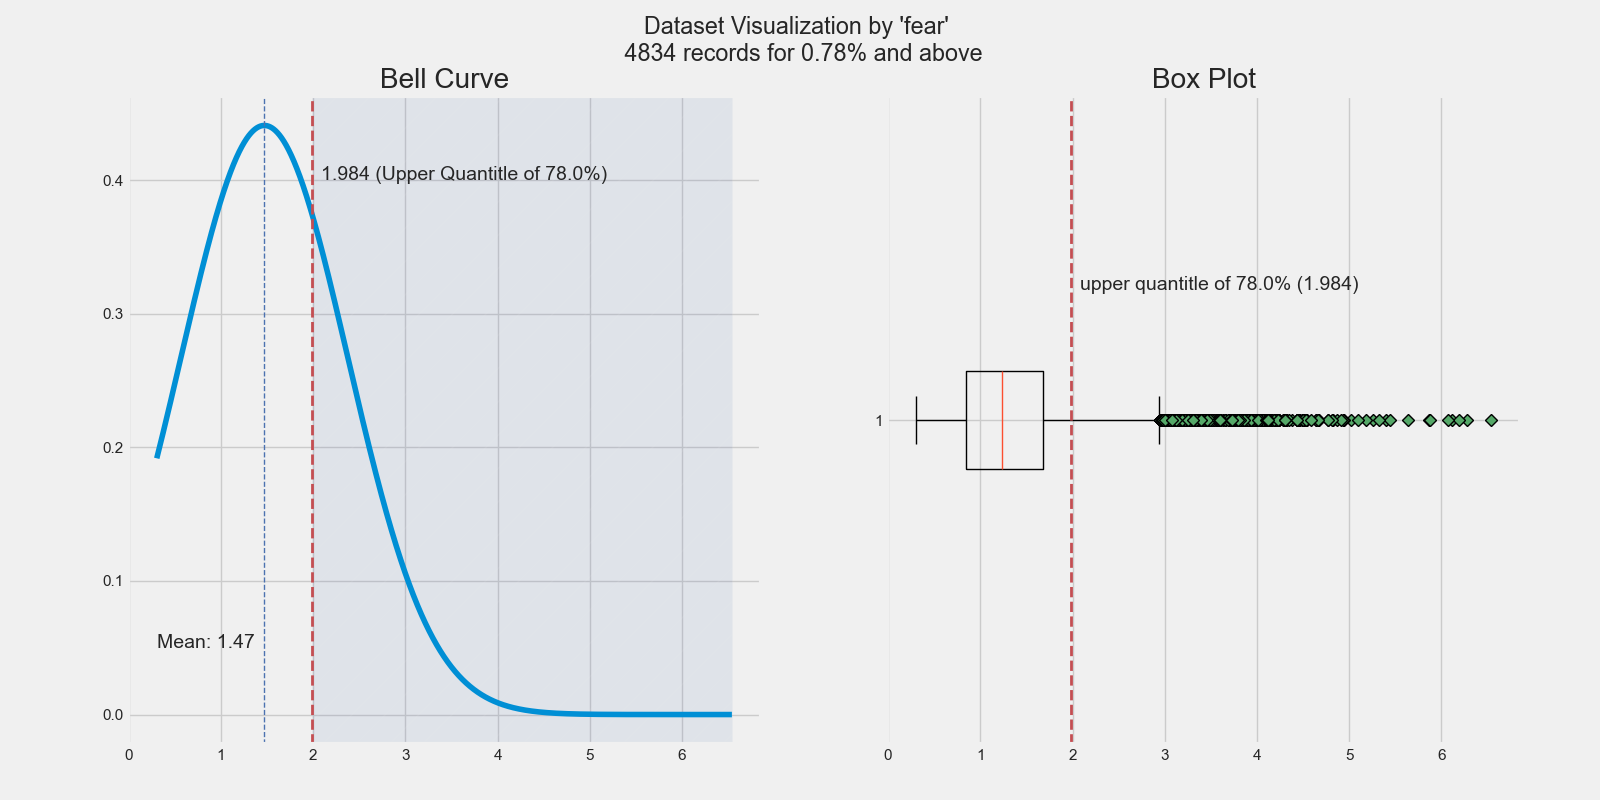 Dataset Visualization by 'fear'
4834 records for 0.78% and above
Bell Curve
0.4
0.3
0.2
0.1
0.0
1.984 (Upper Quantitle of 78.0%)
Mean: 1.47
0 1 2 3 4 5 6
Box Plot
upper quantitle of 78.0% (1.984)
1
0 1 2 3 4 5 6